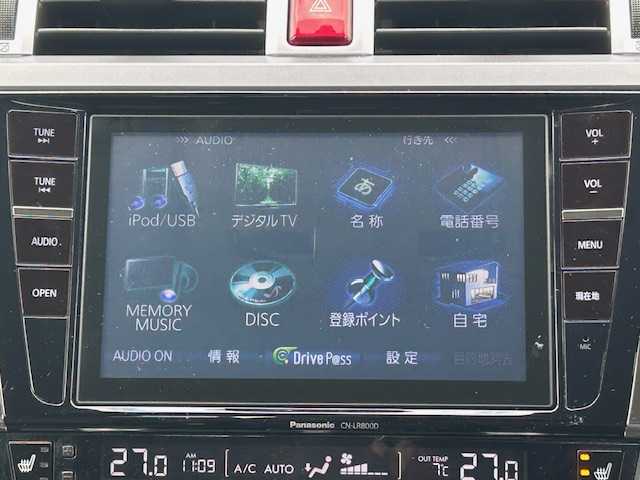 TUNE
TUNE
AUDIO
OPEN
>>> AUDIO
行き先 <<<
iPod/USB
デジタルTV
あ
名称
電話番号
MEMORY MUSIC
DISC
登録ポイント
自宅
AUDIO ON
情報
DriveP@ss
設定
VOL +
VOL −
MENU
現在地
MIC
Panasonic CN-LR800D
27.0
AM 11:09
A/C AUTO
OUT TEMP 7℃
27.0